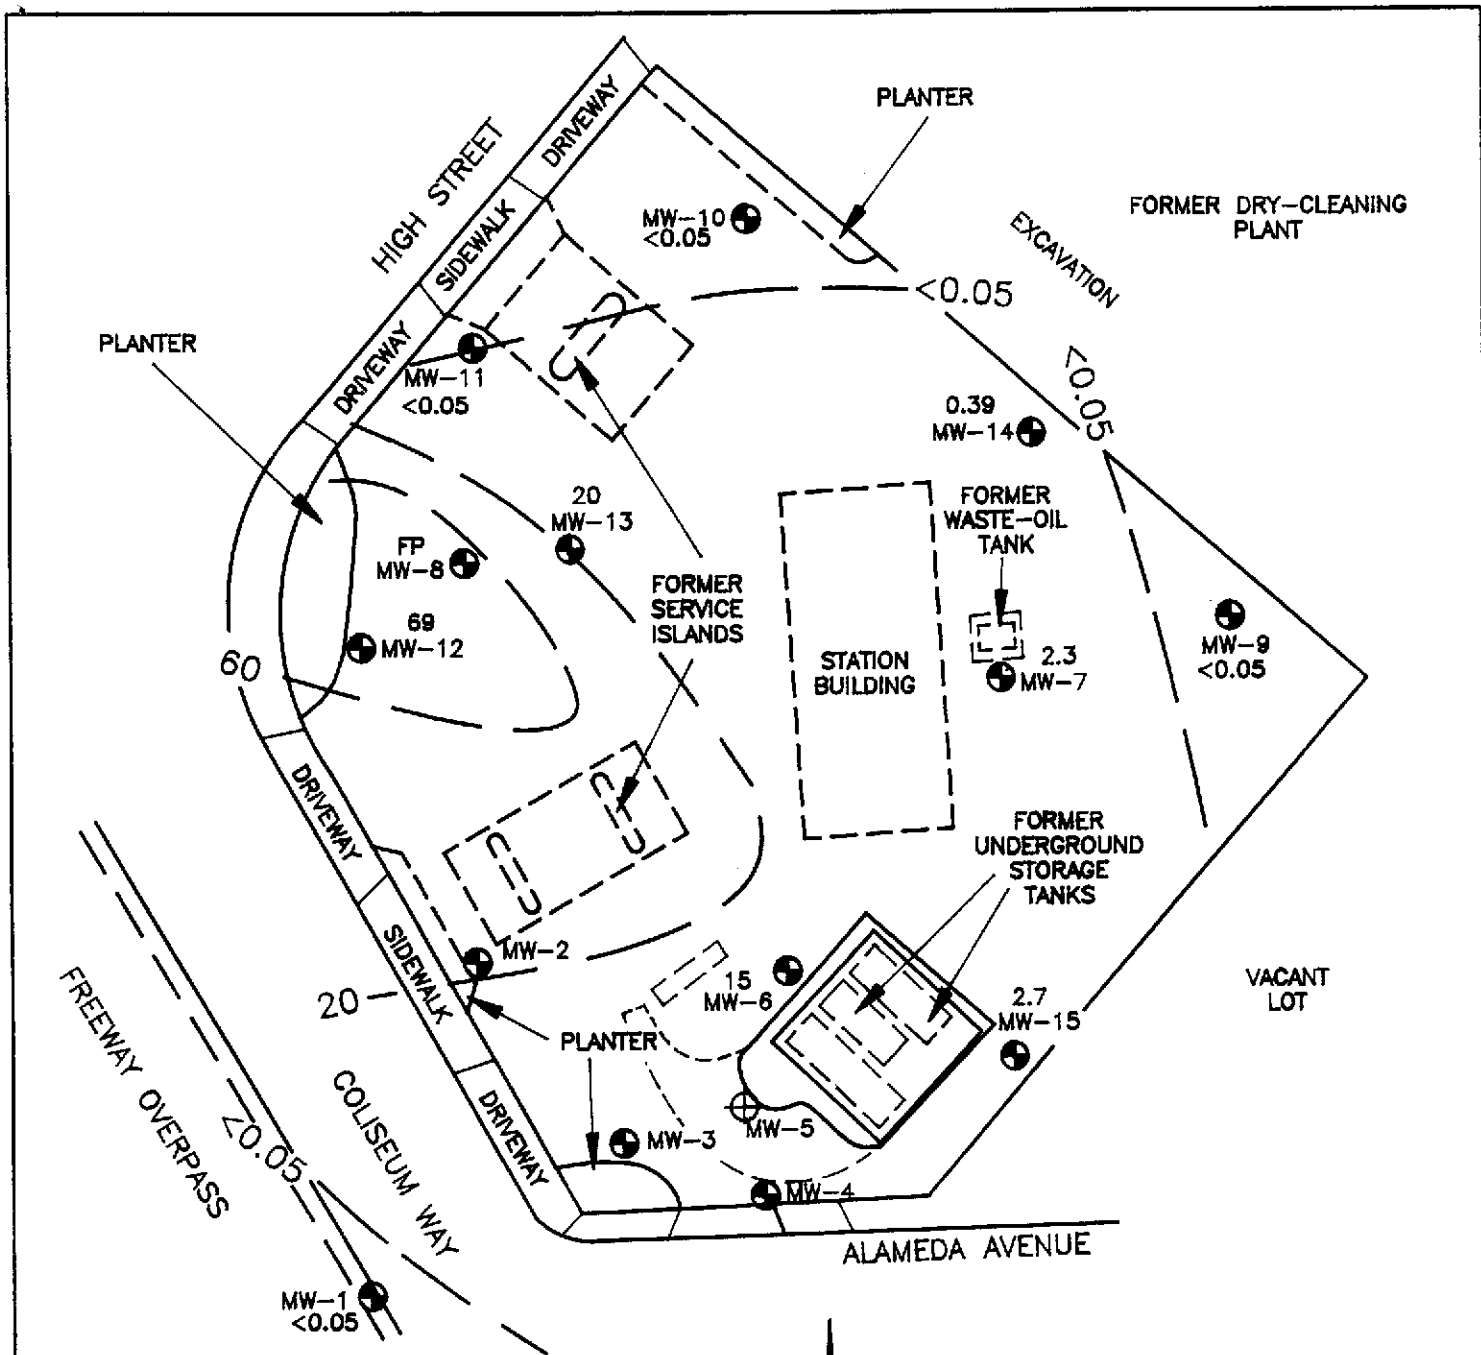 PLANTER
DRIVEWAY
HIGH STREET
SIDEWALK
MW-10
<0.05
FORMER DRY-CLEANING
PLANT
EXCAVATION
<0.05
PLANTER
DRIVEWAY
MW-11
<0.05
<0.05
0.39
MW-14
20
MW-13
FORMER
WASTE-OIL
TANK
FP
MW-8
FORMER
SERVICE
ISLANDS
69
MW-12
60
STATION
BUILDING
2.3
MW-7
MW-9
<0.05
DRIVEWAY
FORMER
UNDERGROUND
STORAGE
TANKS
SIDEWALK
MW-2
20
15
MW-6
2.7
MW-15
VACANT
LOT
FREEWAY OVERPASS
PLANTER
COLISEUM WAY
DRIVEWAY
<0.05
MW-3
MW-5
MW-4
ALAMEDA AVENUE
MW-1
<0.05